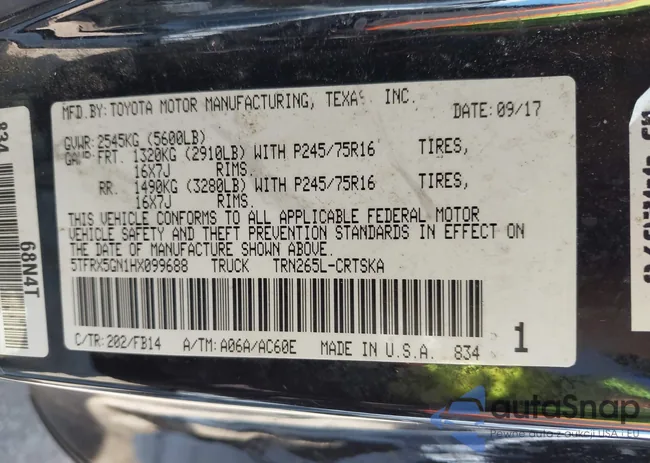 MFD.BY:TOYOTA MOTOR MANUFACTURING, TEXAS INC. DATE:09/17
GVWR:2545KG (5600LB)
GAWR:FRT. 1320KG (2910LB) WITH P245/75R16 TIRES,
16X7J RIMS.
RR. 1490KG (3280LB) WITH P245/75R16 TIRES,
16X7J RIMS.
THIS VEHICLE CONFORMS TO ALL APPLICABLE FEDERAL MOTOR
VEHICLE SAFETY AND THEFT PREVENTION STANDARDS IN EFFECT ON
THE DATE OF MANUFACTURE SHOWN ABOVE.
5TFRX5GN1HX099688 TRUCK TRN265L-CRTSKA
C/TR:202/FB14 A/TM:A06A/AC60E MADE IN U.S.A. 834 1
834
68N4T
autoSnap